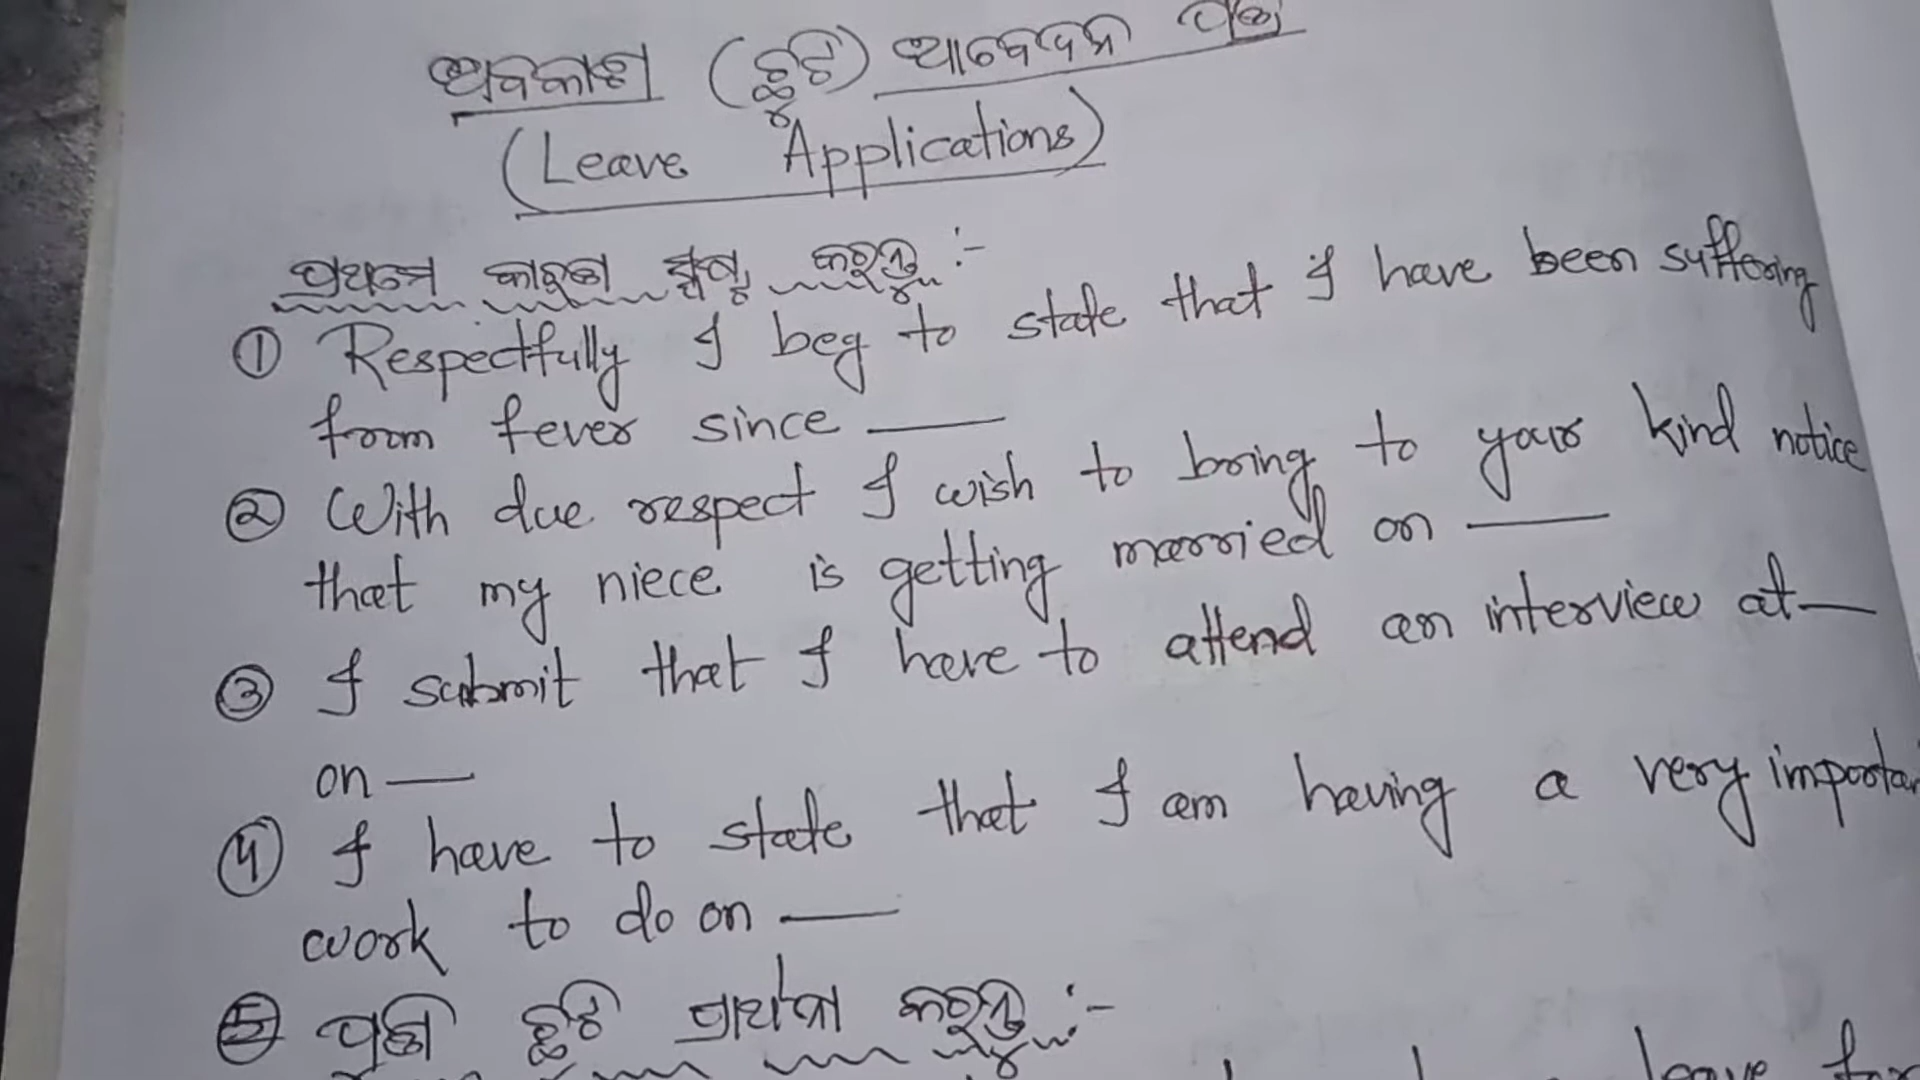 ଅବକାଶ (ଛୁଟି) ଆବେଦନ ପତ୍ର
(Leave Applications)
ପ୍ରଥମେ କାରଣ ସ୍ପଷ୍ଟ କରନ୍ତୁ :-
① Respectfully I beg to state that I have been suffering
from fever since ___
② With due respect I wish to bring to your kind notice
that my niece is getting married on ___
③ I submit that I have to attend an interview at —
on —
④ I have to state that I am having a very importan
work to do on ___
ଛୁଟି ପ୍ରାର୍ଥନା କରନ୍ତୁ :-
leave for